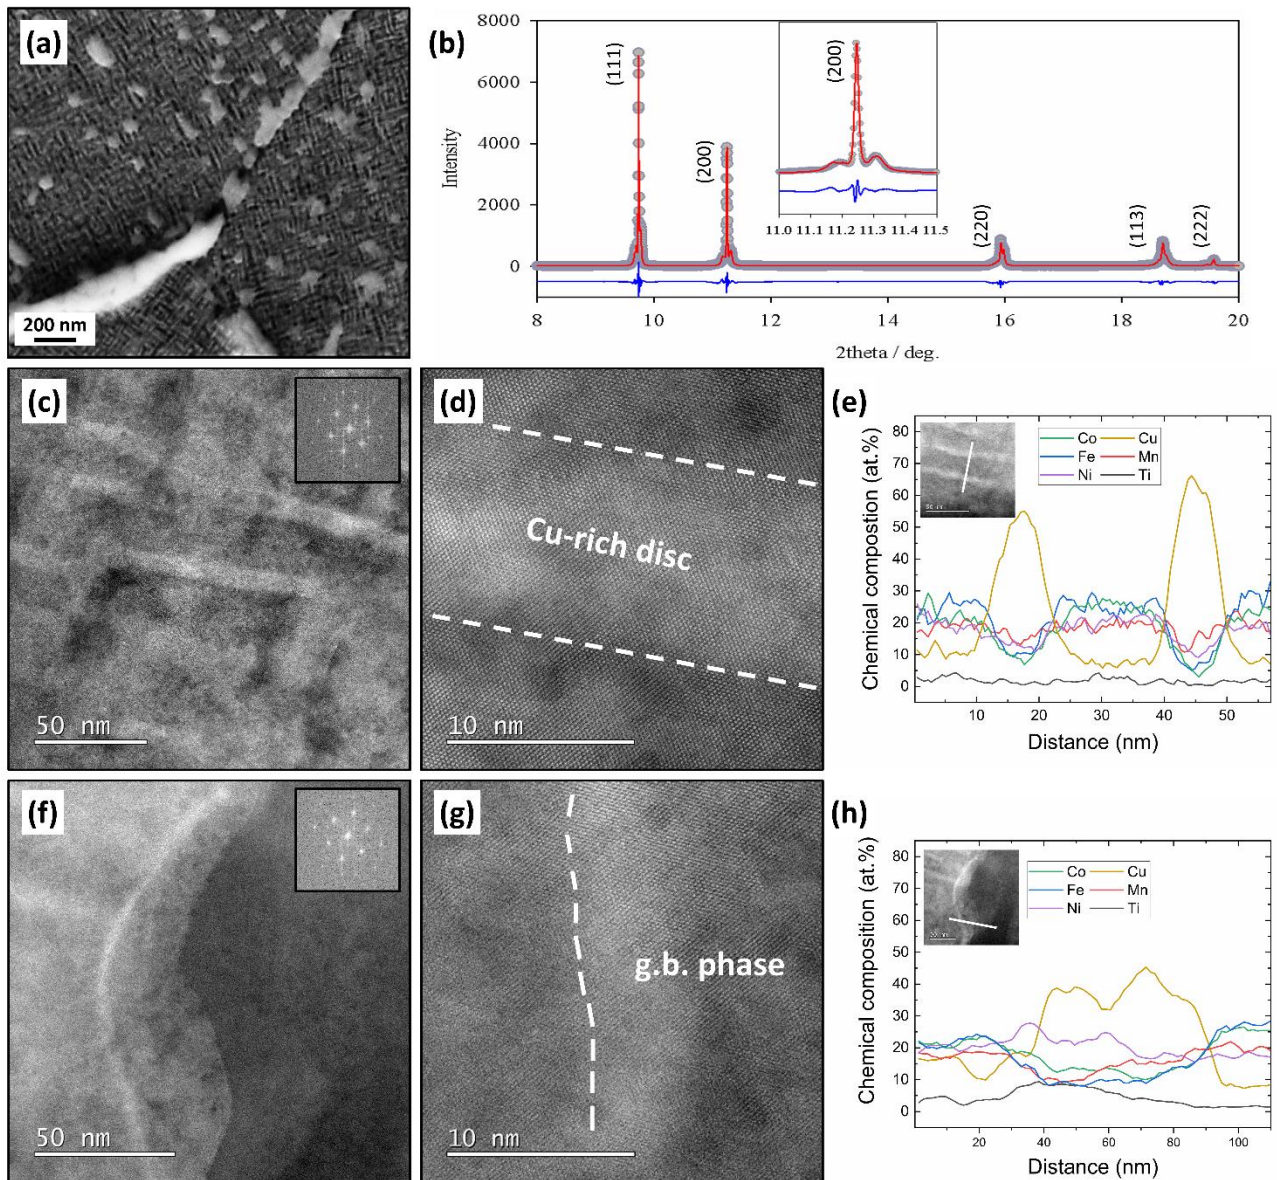 (a)
200 nm
(b)
8000
6000
4000
2000
0
Intensity
(111)
(200)
(220)
(113)
(222)
(200)
11.0 11.1 11.2 11.3 11.4 11.5
8 10 12 14 16 18 20
2theta / deg.
(c)
50 nm
(d)
Cu-rich disc
10 nm
(e)
Chemical compostion (at.%)
80
70
60
50
40
30
20
10
0
Co Cu
Fe Mn
Ni Ti
10 20 30 40 50
Distance (nm)
(f)
50 nm
(g)
g.b. phase
10 nm
(h)
Chemical composition (at.%)
80
70
60
50
40
30
20
10
0
Co Cu
Fe Mn
Ni Ti
20 40 60 80 100
Distance (nm)